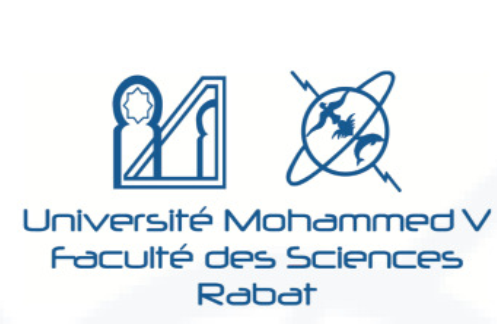 Université Mohammed V
Faculté des Sciences
Rabat